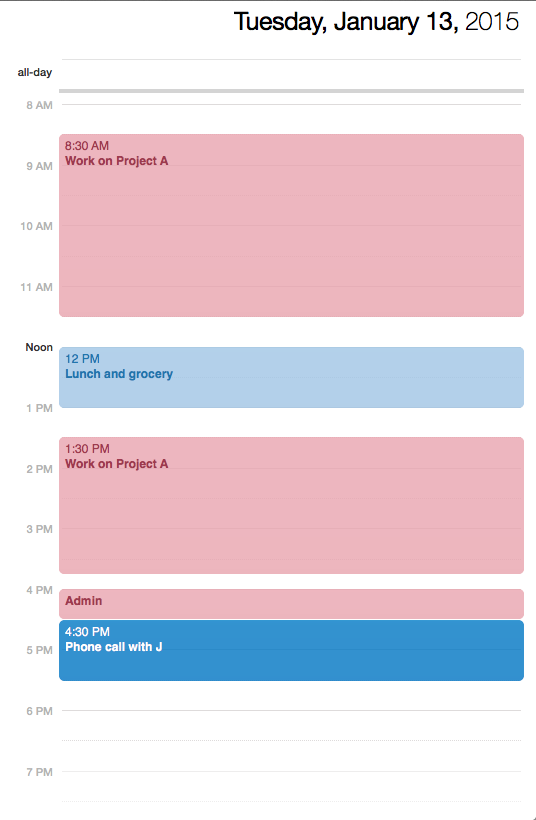 Tuesday, January 13, 2015
all-day
8 AM
8:30 AM
Work on Project A
9 AM
10 AM
11 AM
Noon
12 PM
Lunch and grocery
1 PM
1:30 PM
Work on Project A
2 PM
3 PM
4 PM
Admin
4:30 PM
Phone call with J
5 PM
6 PM
7 PM